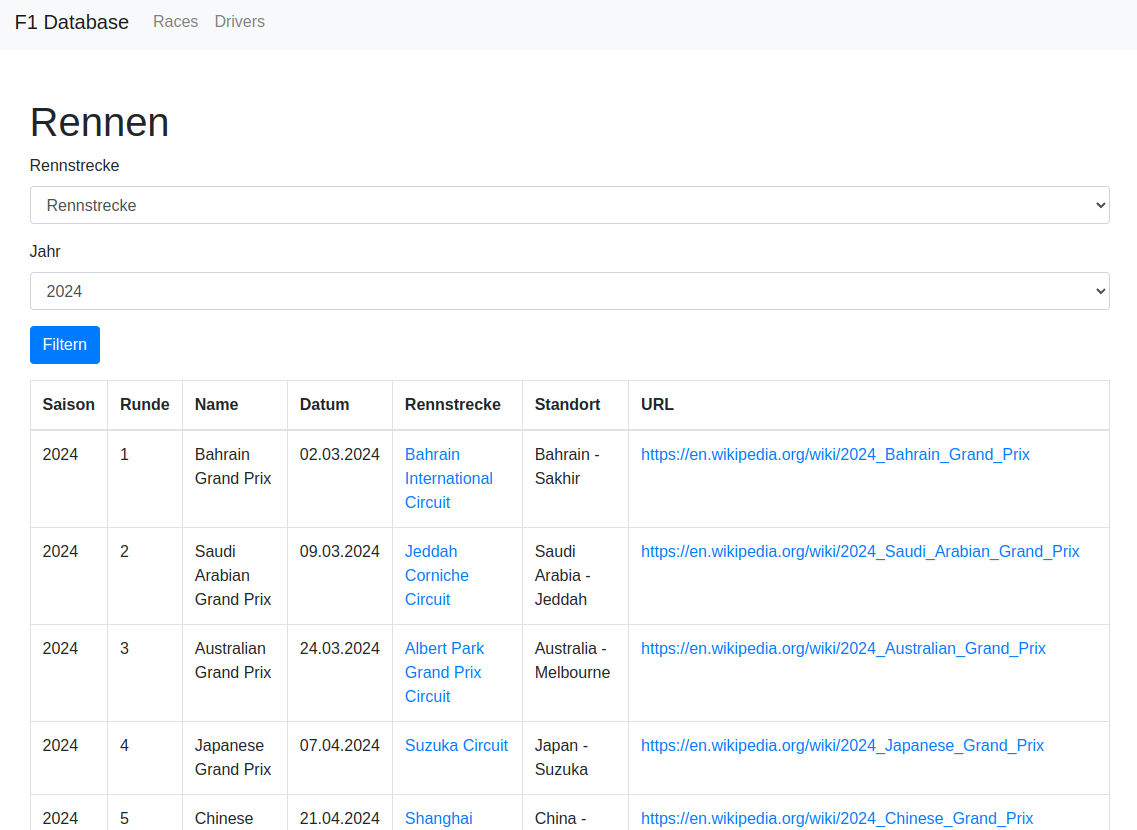 F1 Database Races Drivers
Rennen
Rennstrecke
Rennstrecke
Jahr
2024
Filtern
Saison Runde Name Datum Rennstrecke Standort URL
2024 1 Bahrain 02.03.2024 Bahrain Bahrain - https://en.wikipedia.org/wiki/2024_Bahrain_Grand_Prix
Grand Prix International Sakhir
Circuit
2024 2 Saudi 09.03.2024 Jeddah Saudi https://en.wikipedia.org/wiki/2024_Saudi_Arabian_Grand_Prix
Arabian Corniche Arabia -
Grand Prix Circuit Jeddah
2024 3 Australian 24.03.2024 Albert Park Australia - https://en.wikipedia.org/wiki/2024_Australian_Grand_Prix
Grand Prix Grand Prix Melbourne
Circuit
2024 4 Japanese 07.04.2024 Suzuka Circuit Japan - https://en.wikipedia.org/wiki/2024_Japanese_Grand_Prix
Grand Prix Suzuka
2024 5 Chinese 21.04.2024 Shanghai China - https://en.wikipedia.org/wiki/2024_Chinese_Grand_Prix